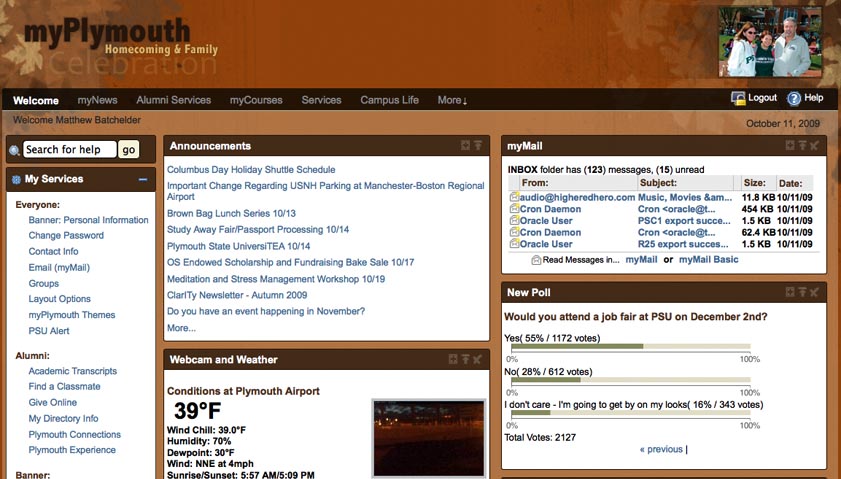 myPlymouth
Homecoming & Family
Celebration
Welcome myNews Alumni Services myCourses Services Campus Life More↓ Logout Help
Welcome Matthew Batchelder
October 11, 2009
Search for help go
My Services
Everyone:
Banner: Personal Information
Change Password
Contact Info
Email (myMail)
Groups
Layout Options
myPlymouth Themes
PSU Alert
Alumni:
Academic Transcripts
Find a Classmate
Give Online
My Directory Info
Plymouth Connections
Plymouth Experience
Banner:
Announcements
Columbus Day Holiday Shuttle Schedule
Important Change Regarding USNH Parking at Manchester-Boston Regional
Airport
Brown Bag Lunch Series 10/13
Study Away Fair/Passport Processing 10/14
Plymouth State UniversiTEA 10/14
OS Endowed Scholarship and Fundraising Bake Sale 10/17
Meditation and Stress Management Workshop 10/19
ClarITy Newsletter - Autumn 2009
Do you have an event happening in November?
More...
Webcam and Weather
Conditions at Plymouth Airport
39°F
Wind Chill: 39.0°F
Humidity: 70%
Dewpoint: 30°F
Wind: NNE at 4mph
Sunrise/Sunset: 5:57 AM/5:09 PM
myMail
INBOX folder has (123) messages, (15) unread
From: Subject: Size: Date:
audio@higheredhero.com Music, Movies &am... 11.8 KB 10/11/09
Cron Daemon Cron <oracle@t... 454 KB 10/11/09
Oracle User PSC1 export succe... 1.5 KB 10/11/09
Cron Daemon Cron <oracle@t... 62.4 KB 10/11/09
Oracle User R25 export succes... 1.5 KB 10/11/09
Read Messages in... myMail or myMail Basic
New Poll
Would you attend a job fair at PSU on December 2nd?
Yes( 55% / 1172 votes)
0% 100%
No( 28% / 612 votes)
0% 100%
I don't care - I'm going to get by on my looks( 16% / 343 votes)
0% 100%
Total Votes: 2127
« previous |